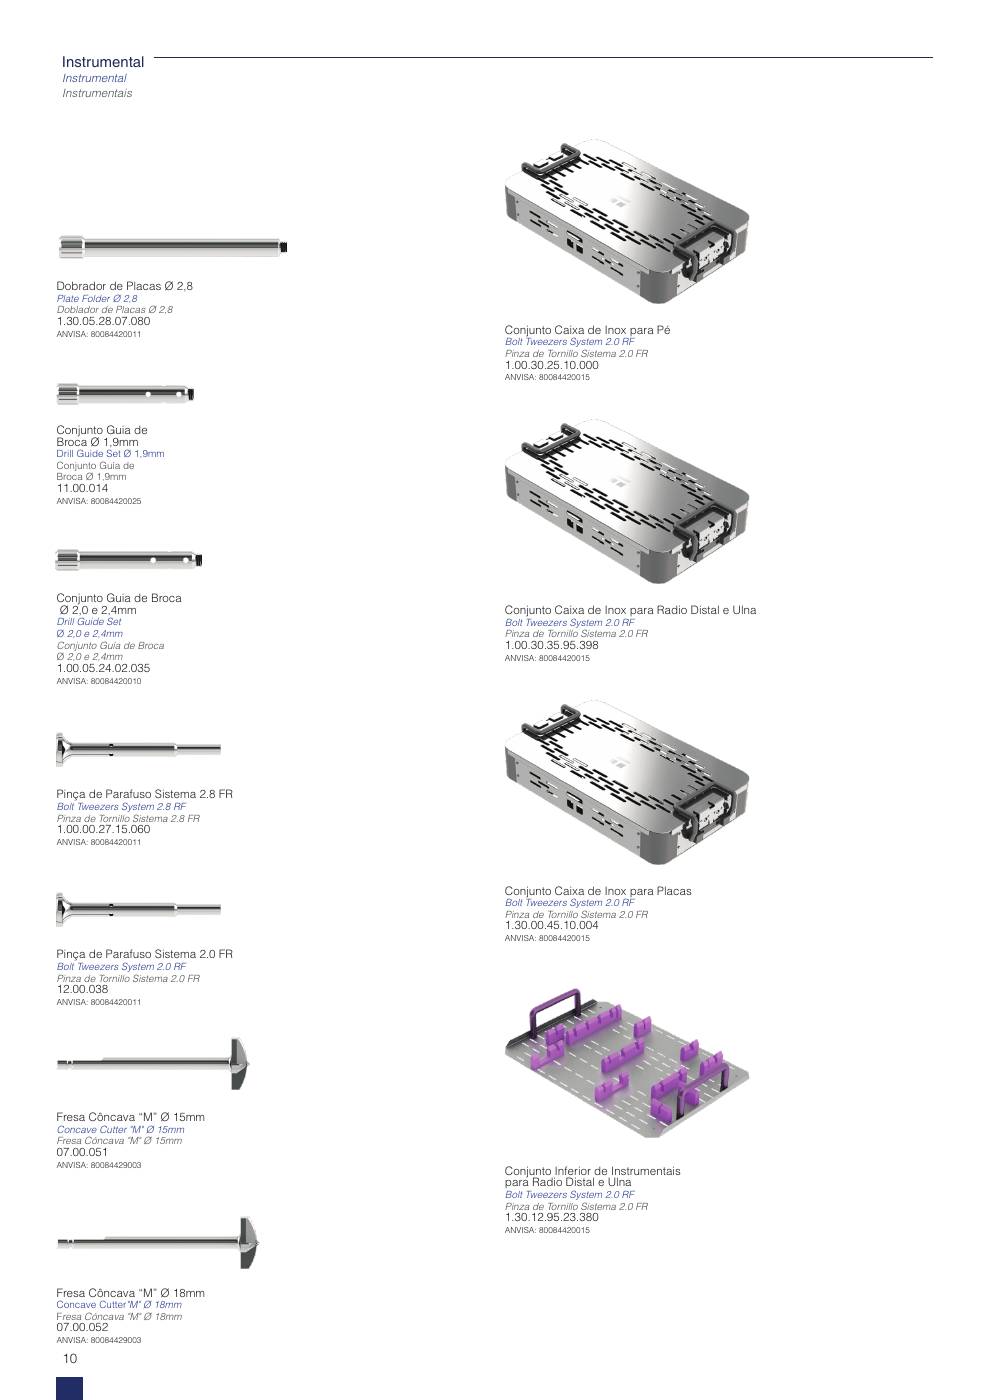 Instrumental
Instrumental
Instrumentais
Dobrador de Placas Ø 2,8
Plate Folder Ø 2,8
Doblador de Placas Ø 2,8
1.30.05.28.07.080
ANVISA: 80084420011
Conjunto Guia de
Broca Ø 1,9mm
Drill Guide Set Ø 1,9mm
Conjunto Guía de
Broca Ø 1,9mm
11.00.014
ANVISA: 80084420025
Conjunto Guia de Broca
Ø 2,0 e 2,4mm
Drill Guide Set
Ø 2,0 e 2,4mm
Conjunto Guía de Broca
Ø 2,0 e 2,4mm
1.00.05.24.02.035
ANVISA: 80084420010
Pinça de Parafuso Sistema 2.8 FR
Bolt Tweezers System 2.8 RF
Pinza de Tornillo Sistema 2.8 FR
1.00.00.27.15.060
ANVISA: 80084420011
Pinça de Parafuso Sistema 2.0 FR
Bolt Tweezers System 2.0 RF
Pinza de Tornillo Sistema 2.0 FR
12.00.038
ANVISA: 80084420011
Fresa Côncava “M” Ø 15mm
Concave Cutter "M" Ø 15mm
Fresa Cóncava "M" Ø 15mm
07.00.051
ANVISA: 80084429003
Fresa Côncava “M” Ø 18mm
Concave Cutter"M" Ø 18mm
Fresa Cóncava "M" Ø 18mm
07.00.052
ANVISA: 80084429003
Conjunto Caixa de Inox para Pé
Bolt Tweezers System 2.0 RF
Pinza de Tornillo Sistema 2.0 FR
1.00.30.25.10.000
ANVISA: 80084420015
Conjunto Caixa de Inox para Radio Distal e Ulna
Bolt Tweezers System 2.0 RF
Pinza de Tornillo Sistema 2.0 FR
1.00.30.35.95.398
ANVISA: 80084420015
Conjunto Caixa de Inox para Placas
Bolt Tweezers System 2.0 RF
Pinza de Tornillo Sistema 2.0 FR
1.30.00.45.10.004
ANVISA: 80084420015
Conjunto Inferior de Instrumentais
para Radio Distal e Ulna
Bolt Tweezers System 2.0 RF
Pinza de Tornillo Sistema 2.0 FR
1.30.12.95.23.380
ANVISA: 80084420015
10